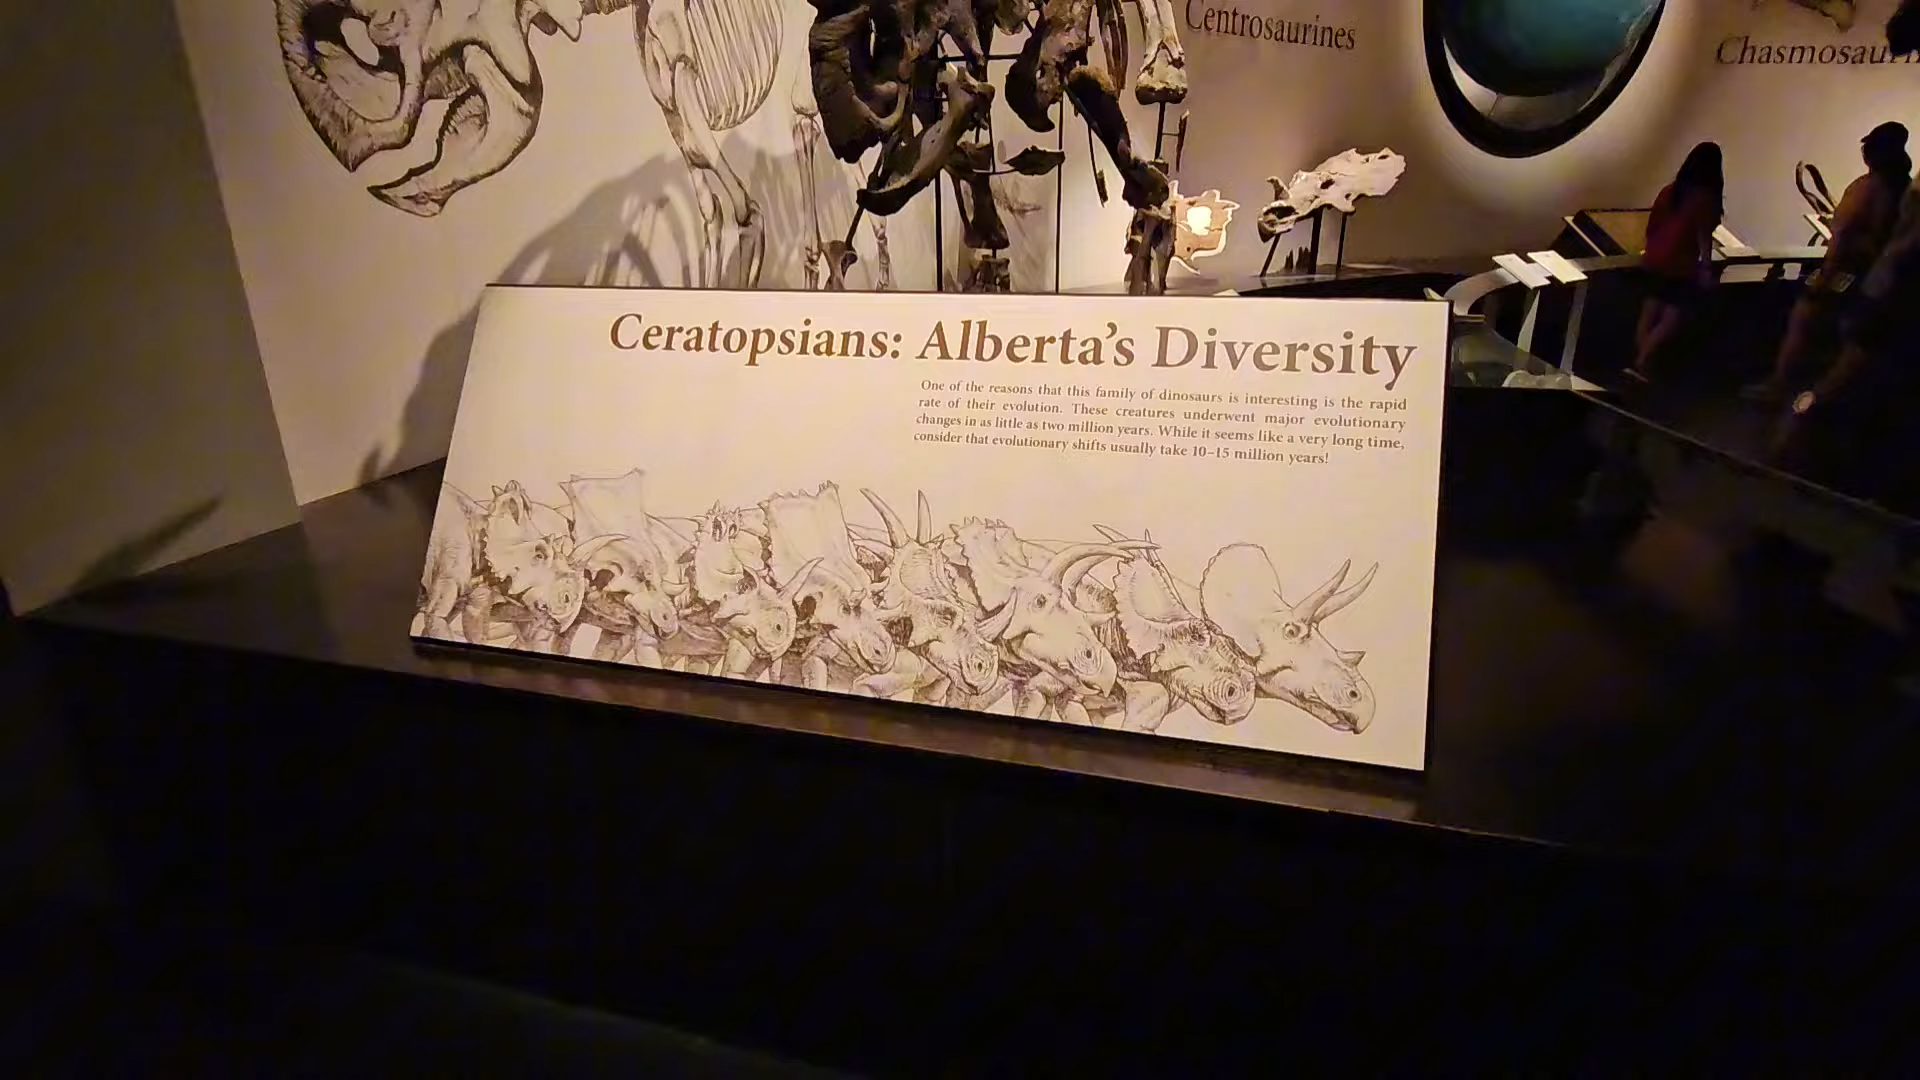 Centrosaurines
Ceratopsians: Alberta's Diversity
One of the reasons that this family of dinosaurs is interesting is the rapid
rate of their evolution. These creatures underwent major evolutionary
changes in as little as two million years. While it seems like a very long time,
consider that evolutionary shifts usually take 10–15 million years!